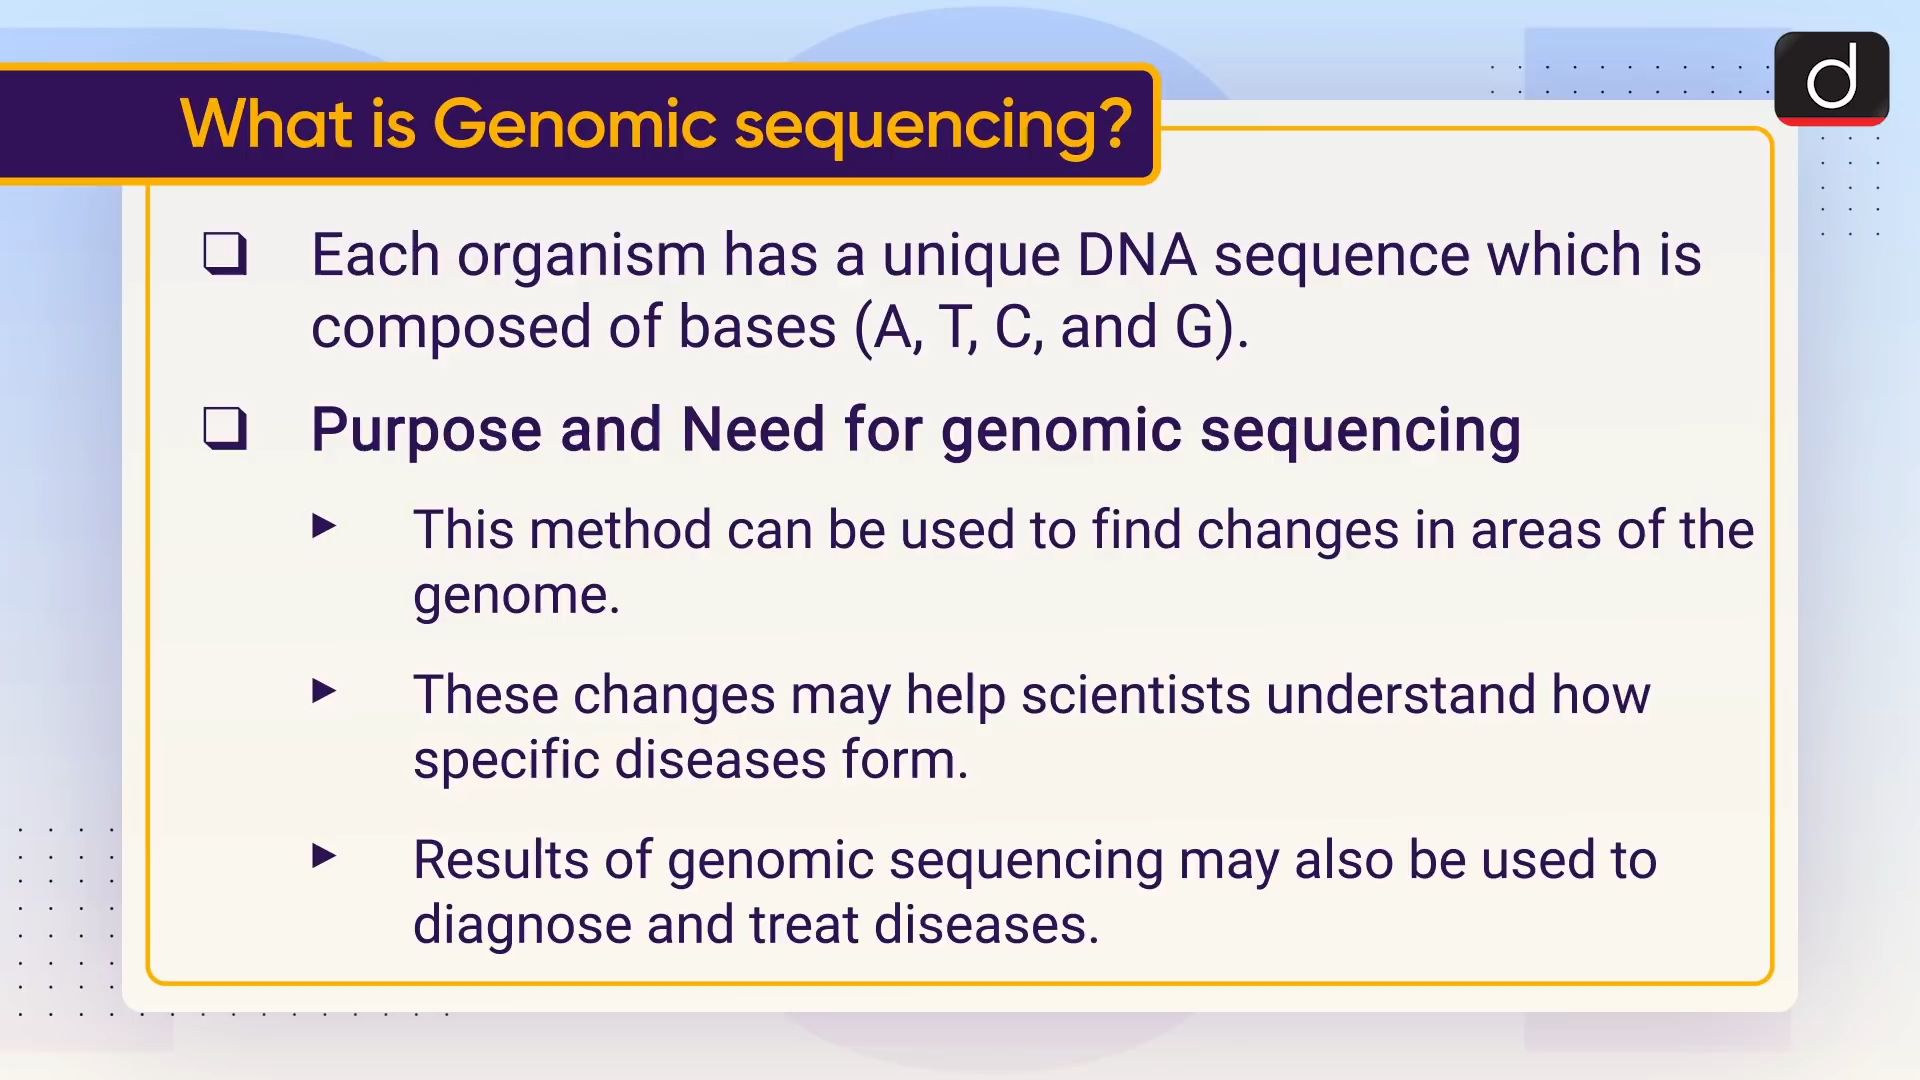 What is Genomic sequencing?
d
❑ Each organism has a unique DNA sequence which is
composed of bases (A, T, C, and G).
❑ Purpose and Need for genomic sequencing
► This method can be used to find changes in areas of the
genome.
► These changes may help scientists understand how
specific diseases form.
► Results of genomic sequencing may also be used to
diagnose and treat diseases.